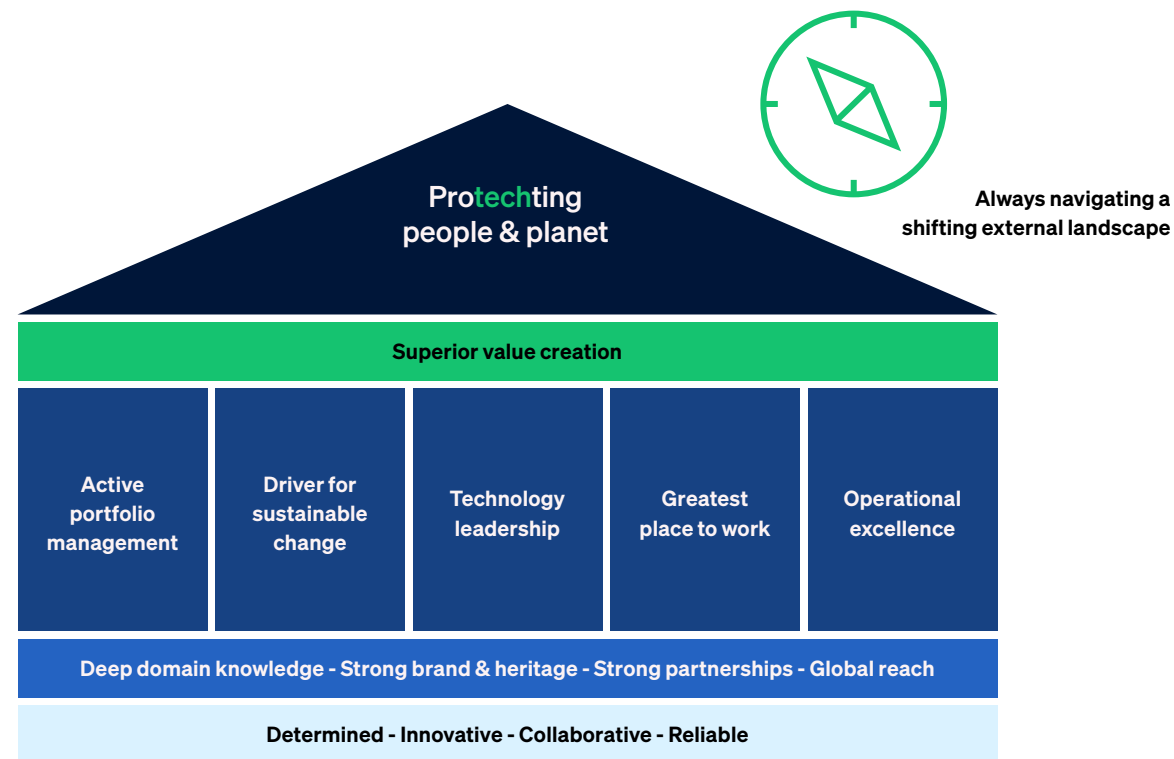 Protechting
people & planet
Always navigating a
shifting external landscape
Superior value creation
Active
portfolio
management
Driver for
sustainable
change
Technology
leadership
Greatest
place to work
Operational
excellence
Deep domain knowledge - Strong brand & heritage - Strong partnerships - Global reach
Determined - Innovative - Collaborative - Reliable